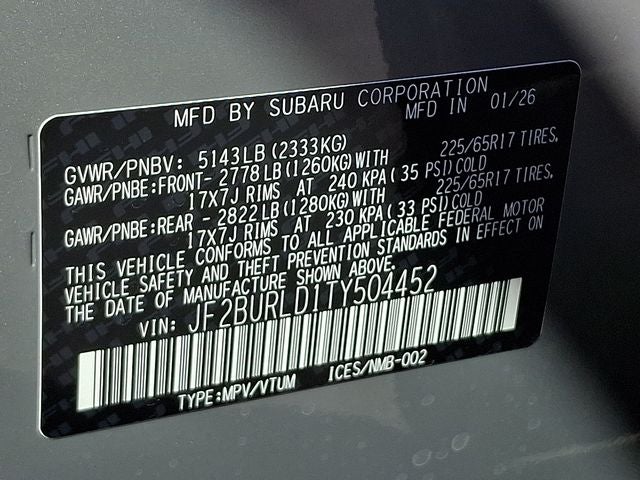 MFD BY SUBARU CORPORATION
MFD IN 01/26
GVWR/PNBV: 5143LB(2333KG)
GAWR/PNBE:FRONT- 2778LB(1260KG)WITH 225/65R17 TIRES,
17X7J RIMS AT 240 KPA(35 PSI)COLD
GAWR/PNBE:REAR - 2822LB(1280KG)WITH 225/65R17 TIRES,
17X7J RIMS AT 230 KPA(33 PSI)COLD
THIS VEHICLE CONFORMS TO ALL APPLICABLE FEDERAL MOTOR
VEHICLE SAFETY AND THEFT PREVENTION STANDARDS IN EFFECT ON
THE DATE OF MANUFACTURE SHOWN ABOVE.
VIN: JF2BURLD1TY504452
TYPE:MPV/VTUM ICES/NMB-002